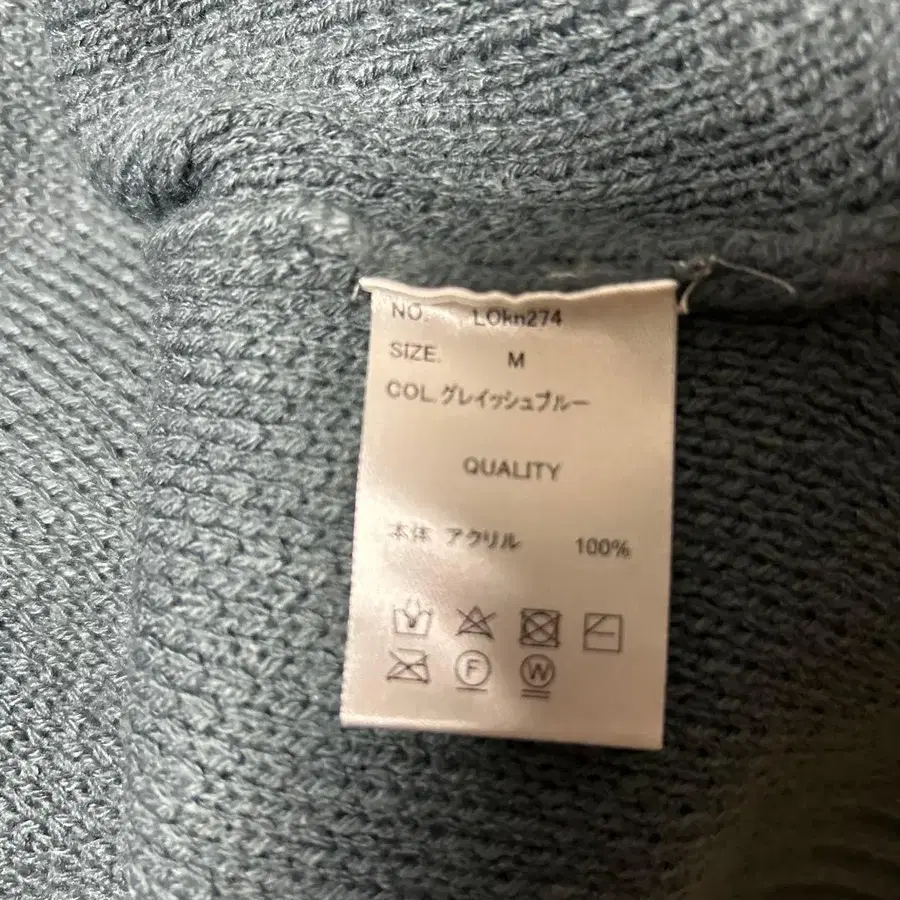 NO. LOkn274
SIZE. M
COL.グレイッシュブルー
QUALITY
本体 アクリル 100%
F W